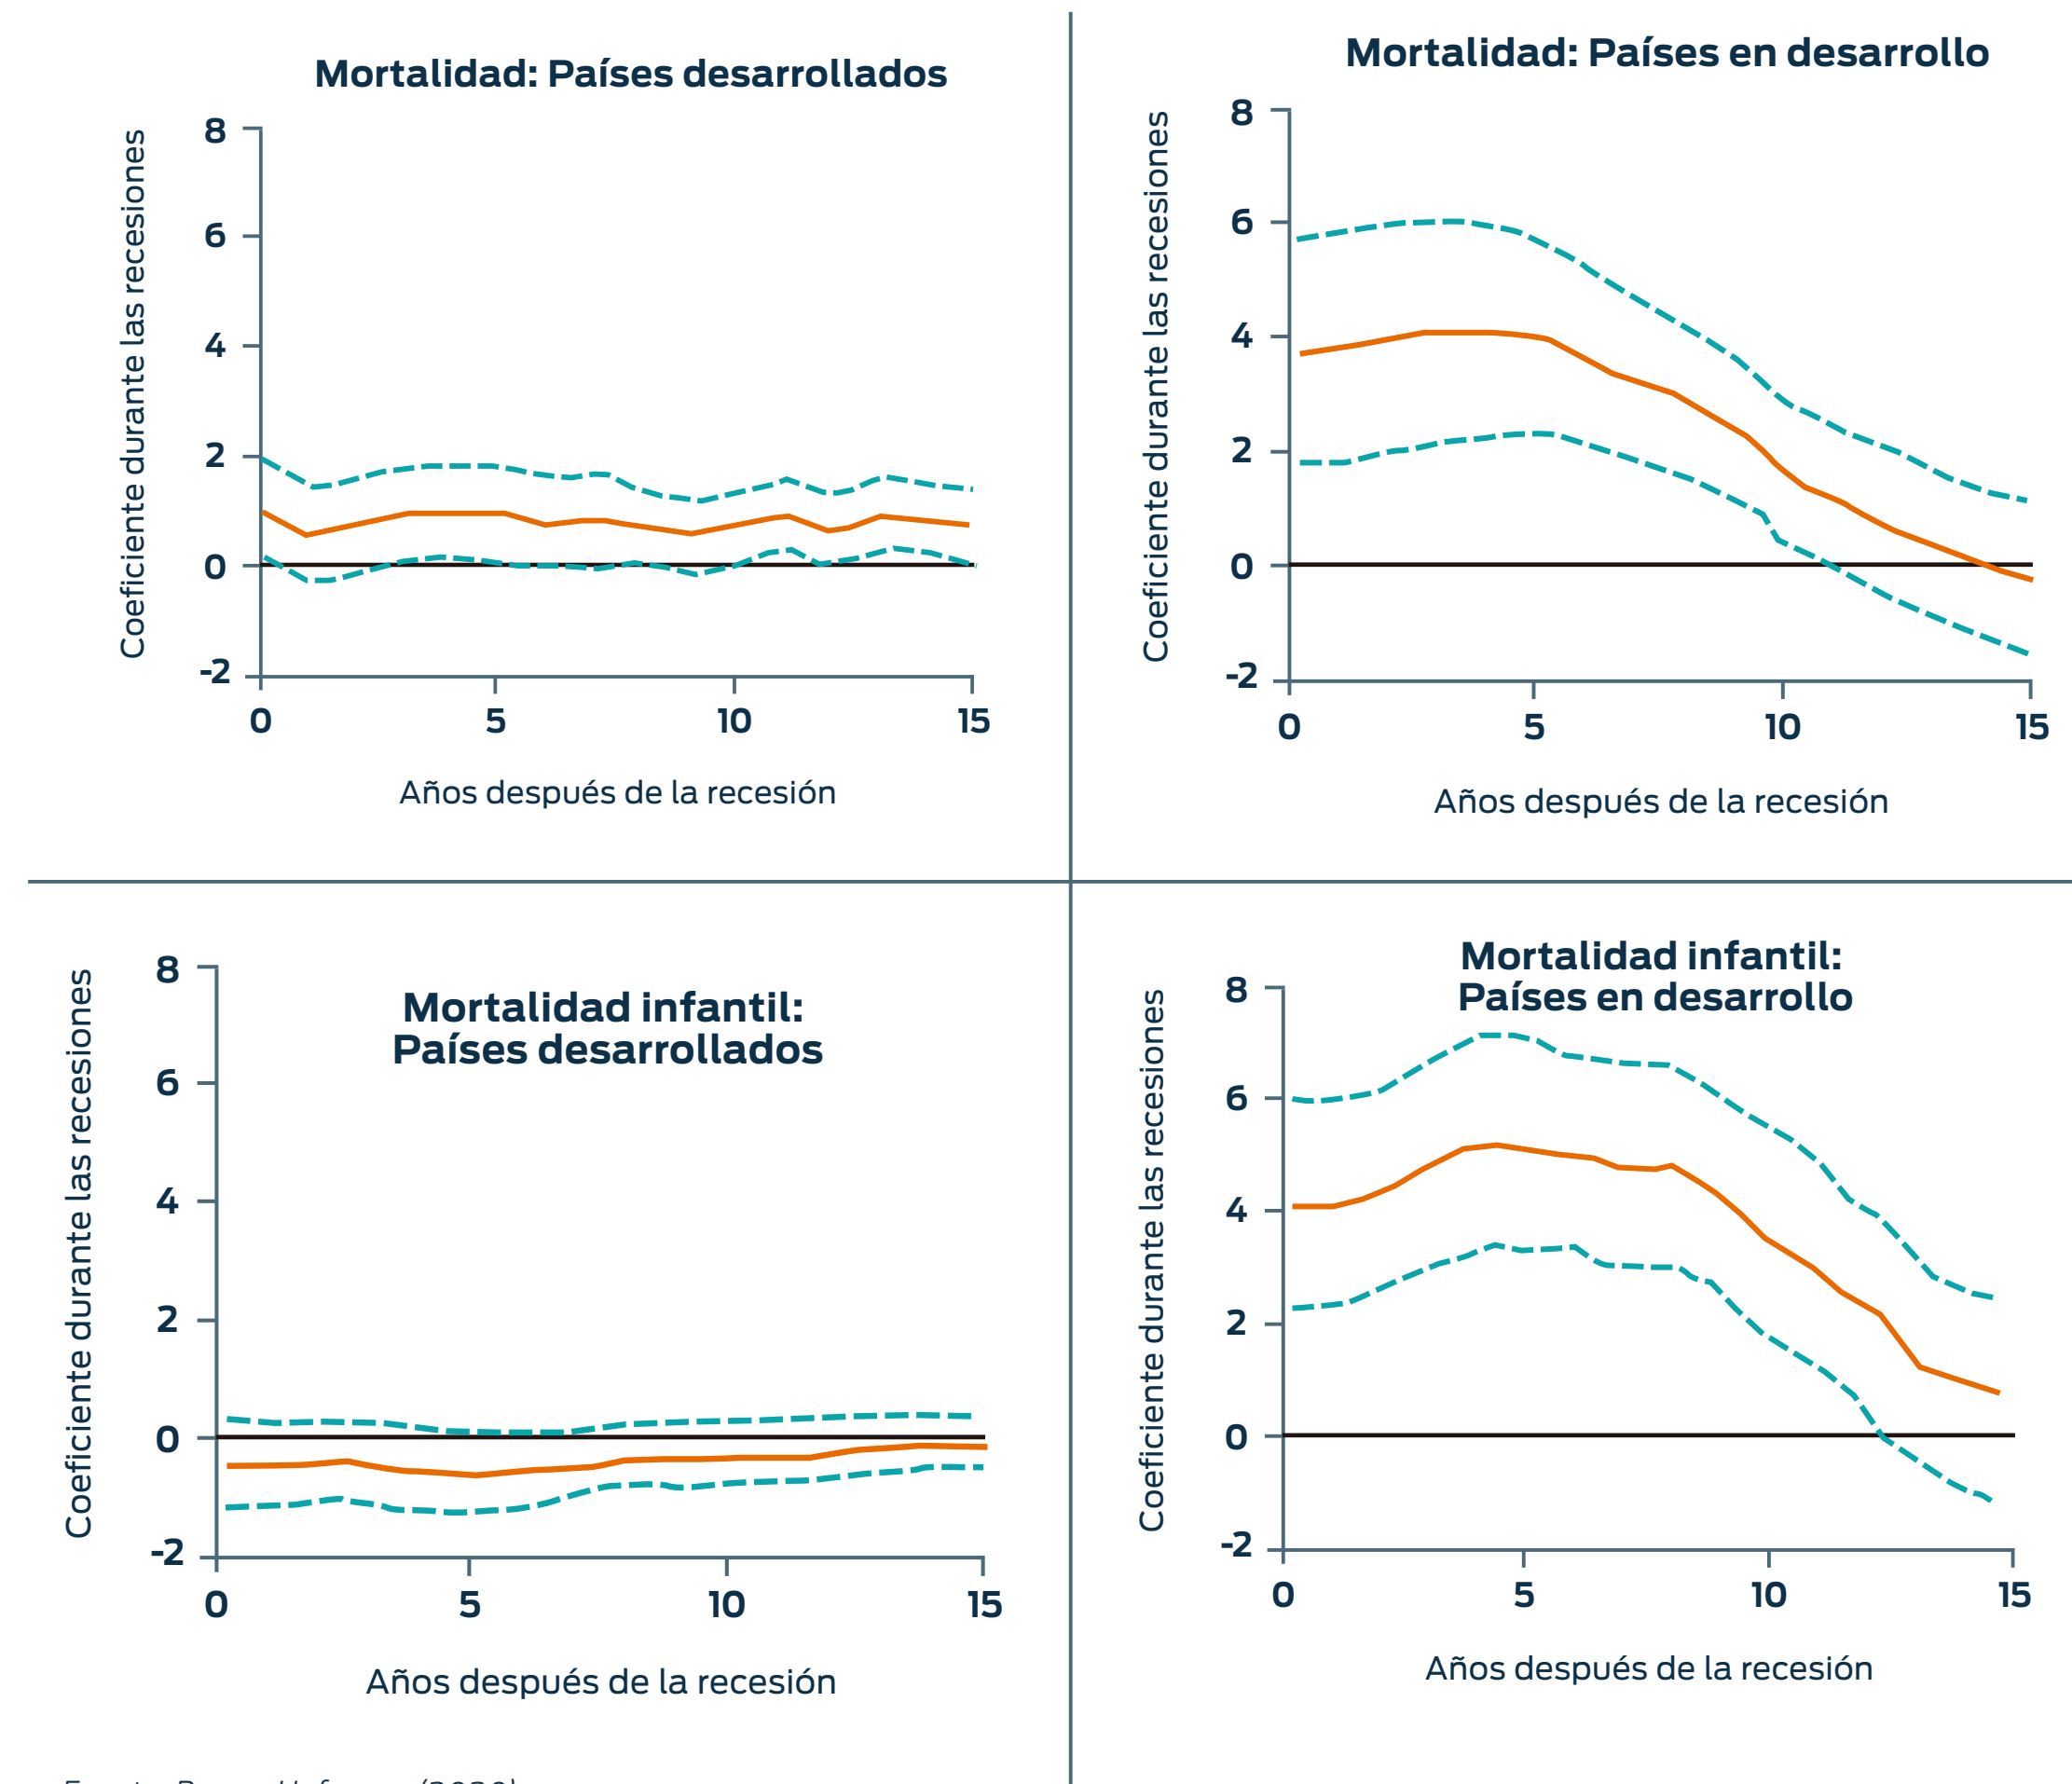 Mortalidad: Países desarrollados
Coeficiente durante las recesiones
8
6
4
2
0
-2
0 5 10 15
Años después de la recesión
Mortalidad: Países en desarrollo
Coeficiente durante las recesiones
8
6
4
2
0
-2
0 5 10 15
Años después de la recesión
Mortalidad infantil:
Países desarrollados
Coeficiente durante las recesiones
8
6
4
2
0
-2
0 5 10 15
Años después de la recesión
Mortalidad infantil:
Países en desarrollo
Coeficiente durante las recesiones
8
6
4
2
0
-2
0 5 10 15
Años después de la recesión